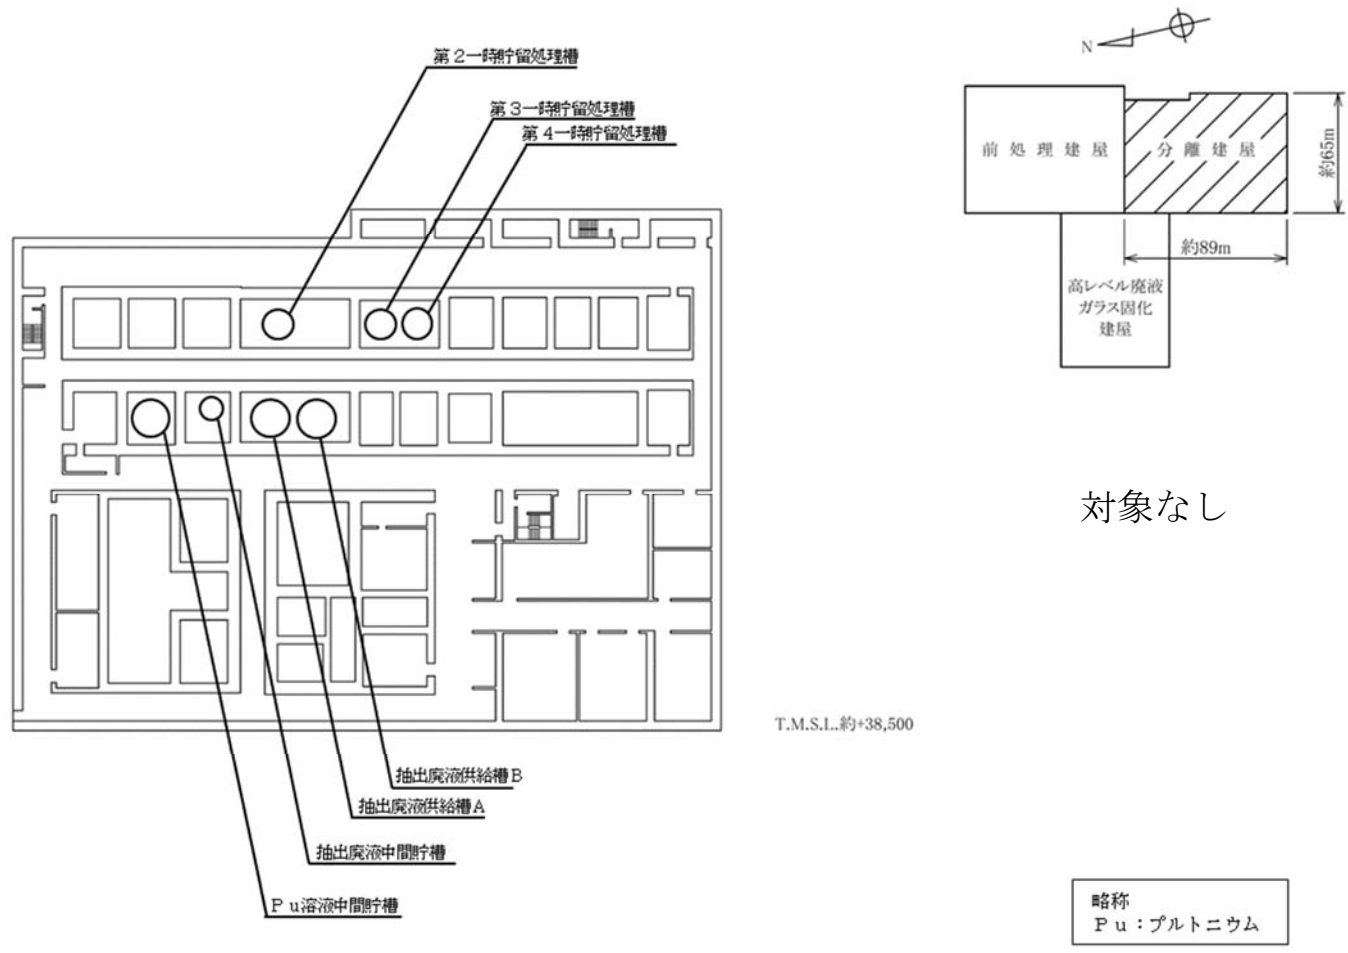 第２一時貯留処理槽
第３一時貯留処理槽
第４一時貯留処理槽
N
前処理建屋
分離建屋
約65m
約89m
高レベル廃液
ガラス固化
建屋
対象なし
T.M.S.L.約+38,500
抽出廃液供給槽Ｂ
抽出廃液供給槽Ａ
抽出廃液中間貯槽
Ｐｕ溶液中間貯槽
略称
Ｐｕ：プルトニウム